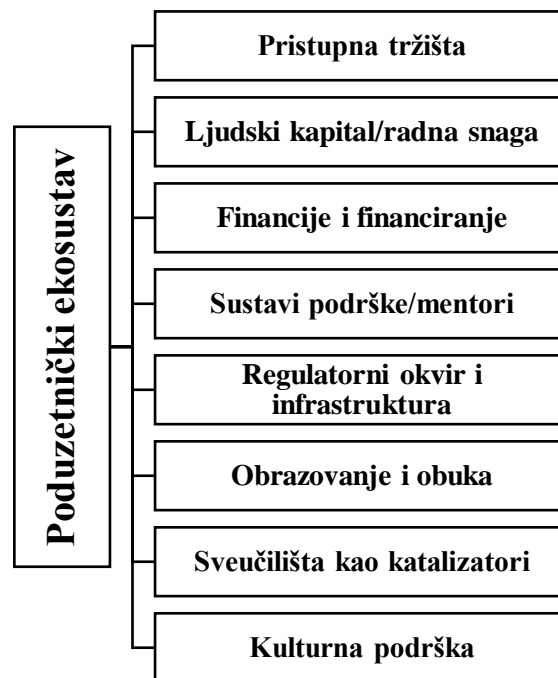 Poduzetnički ekosustav
Pristupna tržišta
Ljudski kapital/radna snaga
Financije i financiranje
Sustavi podrške/mentori
Regulatorni okvir i
infrastruktura
Obrazovanje i obuka
Sveučilišta kao katalizatori
Kulturna podrška